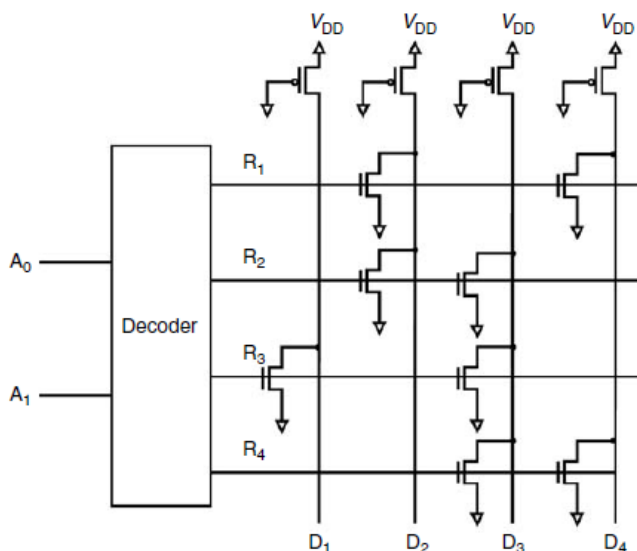 V_DD V_DD V_DD V_DD
R_1
A_0
R_2
Decoder
R_3
A_1
R_4
D_1 D_2 D_3 D_4